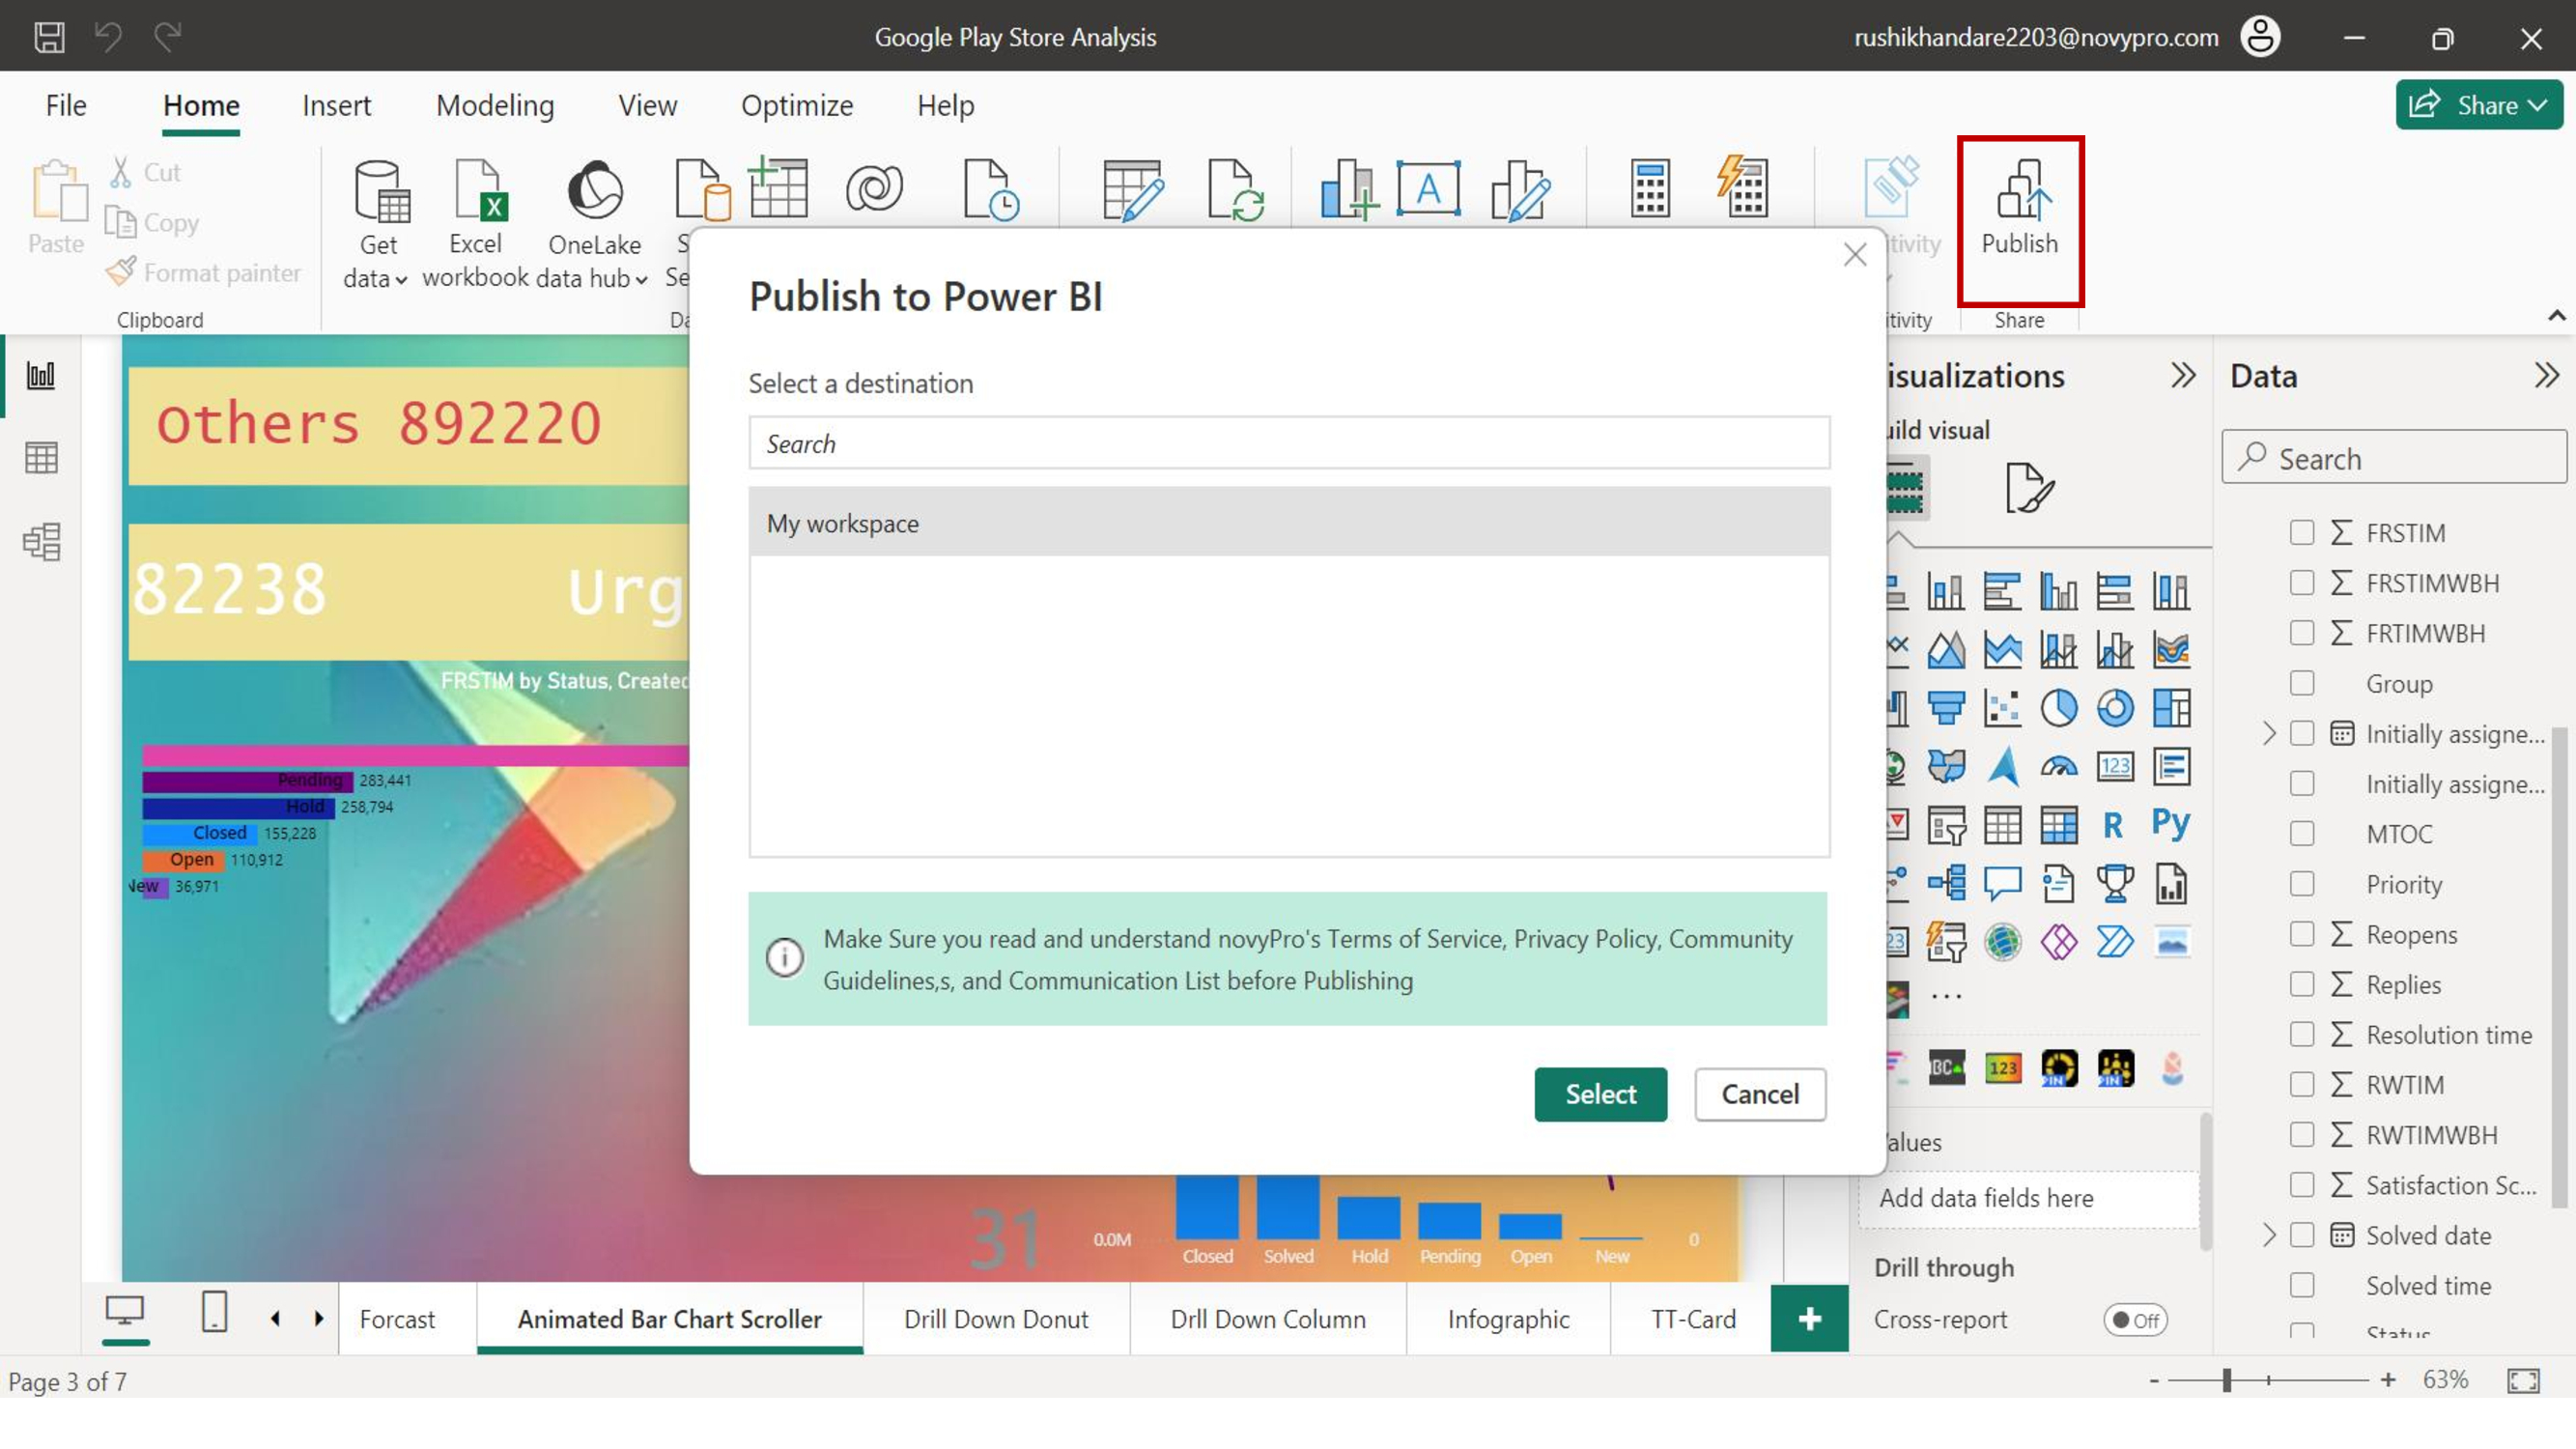 Google Play Store Analysis
rushikhandare2203@novypro.com
File Home Insert Modeling View Optimize Help
Share
Paste
Cut
Copy
Format painter
Clipboard
Get data
Excel workbook
OneLake data hub
Publish
Share
Publish to Power BI
Select a destination
Search
My workspace
Make Sure you read and understand novyPro's Terms of Service, Privacy Policy, Community
Guidelines,s, and Communication List before Publishing
Select
Cancel
Others 892220
82238 Urg
FRSTIM by Status, Created
Pending 283,441
Hold 258,794
Closed 155,228
Open 110,912
New 36,971
31
0.0M
Closed Solved Hold Pending Open New
0
isualizations
uild visual
R Py
123
alues
Add data fields here
Drill through
Cross-report
Off
Data
Search
FRSTIM
FRSTIMWBH
FRTIMWBH
Group
Initially assigne...
Initially assigne...
MTOC
Priority
Reopens
Replies
Resolution time
RWTIM
RWTIMWBH
Satisfaction Sc...
Solved date
Solved time
Status
Forcast
Animated Bar Chart Scroller
Drill Down Donut
Drll Down Column
Infographic
TT-Card
+
Page 3 of 7
- + 63%